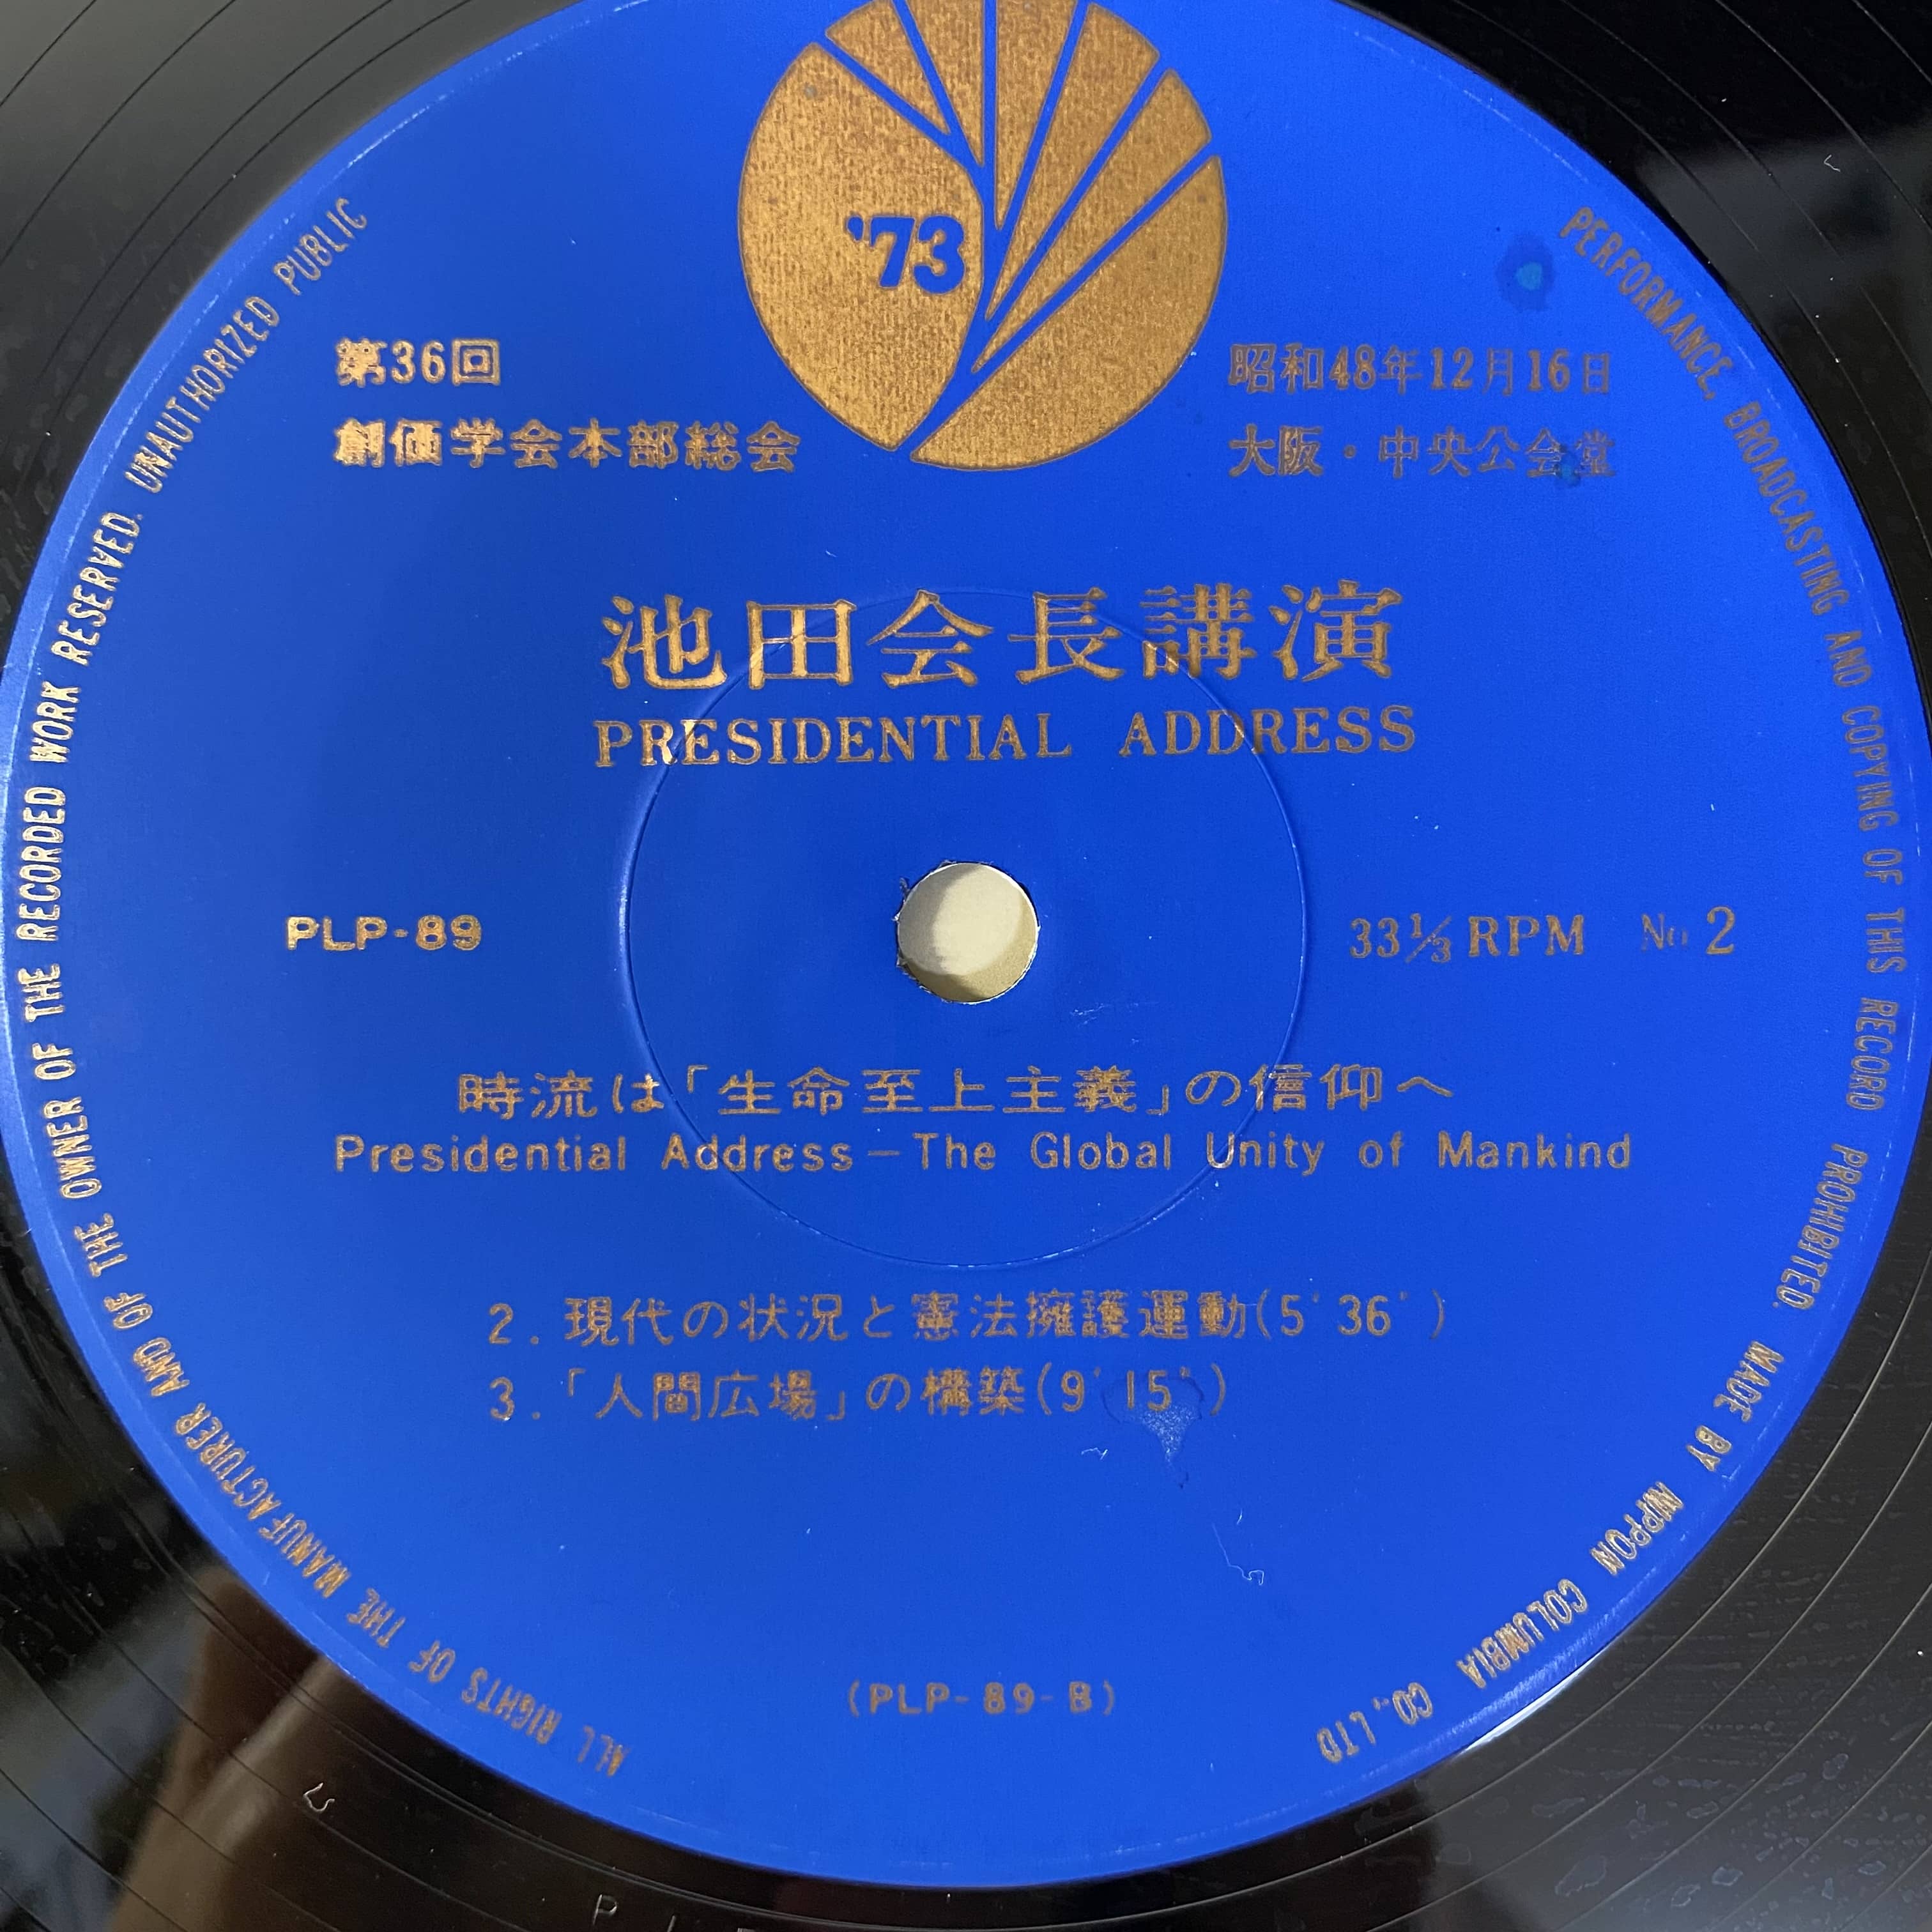 '73
第36回
創価学会本部総会
昭和48年12月16日
大阪・中央公会堂
池田会長講演
PRESIDENTIAL ADDRESS
PLP-89
33⅓ RPM No. 2
時流は「生命至上主義」の信仰へ
Presidential Address—The Global Unity of Mankind
2. 現代の状況と憲法擁護運動(5′36″)
3.「人間広場」の構築(9′15″)
(PLP-89-B)
ALL RIGHTS OF THE MANUFACTURER AND OF THE OWNER OF THE RECORDED WORK RESERVED. UNAUTHORIZED PUBLIC PERFORMANCE, BROADCASTING AND COPYING OF THIS RECORD PROHIBITED. MADE BY NIPPON COLUMBIA CO., LTD